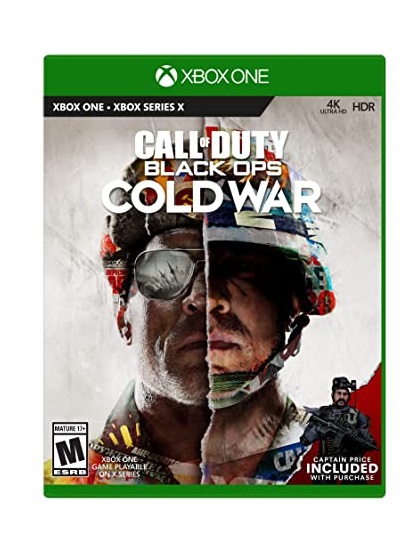 XBOX ONE
XBOX ONE • XBOX SERIES X
4K
ULTRA HD
HDR
CALL OF DUTY
BLACK OPS
COLD WAR
MATURE 17+
M
ESRB
XBOX ONE
GAME PLAYABLE
ON X SERIES
CAPTAIN PRICE
INCLUDED
WITH PURCHASE